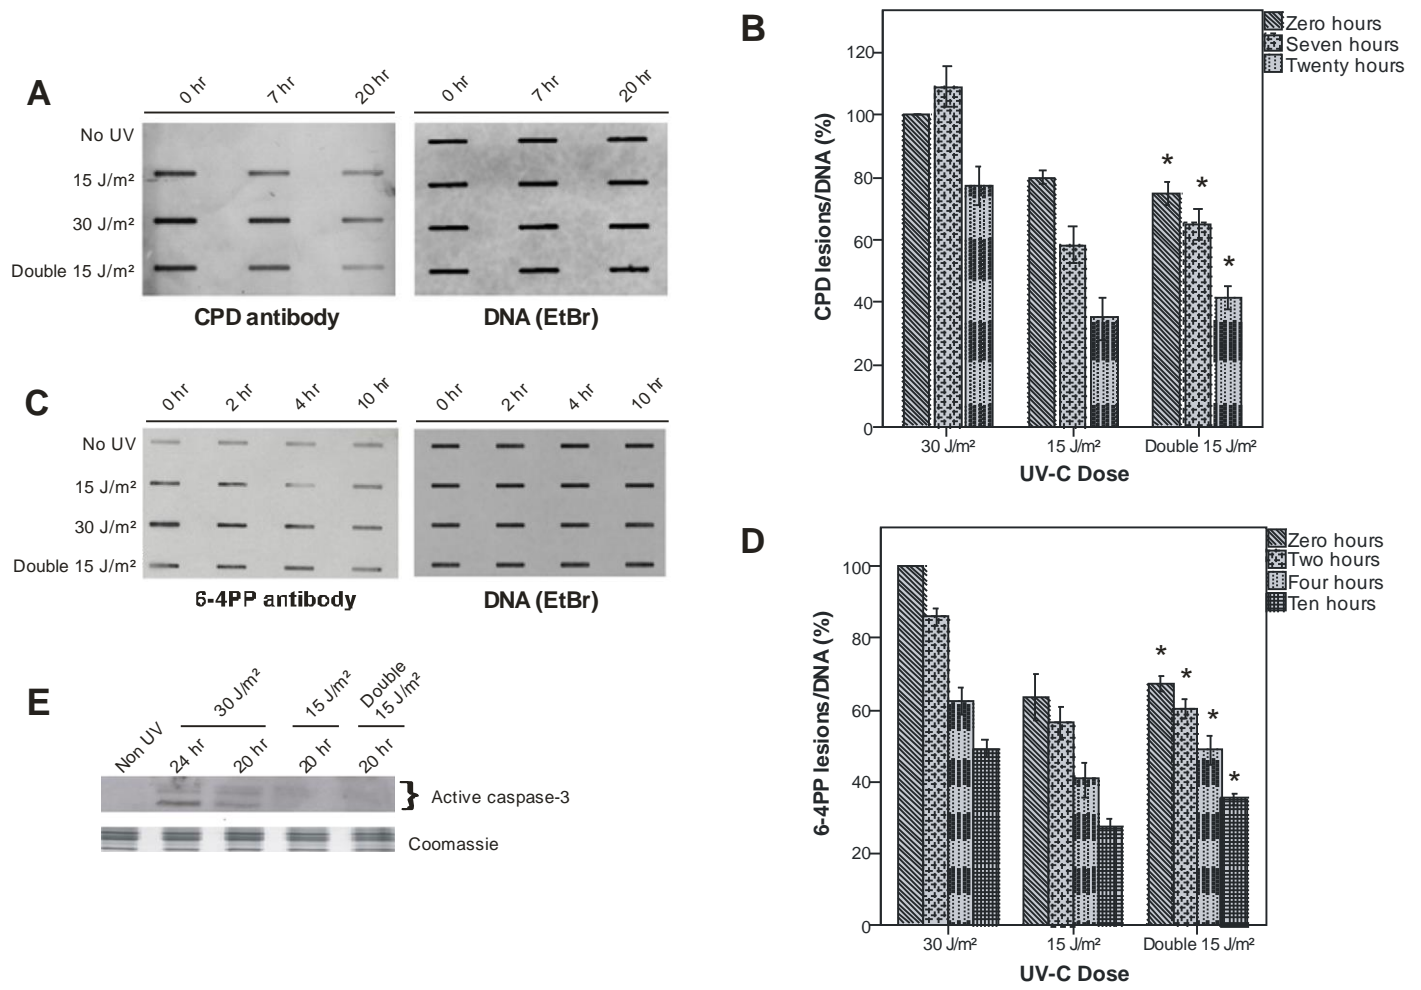 A
0 hr 7 hr 20 hr 0 hr 7 hr 20 hr
No UV
15 J/m²
30 J/m²
Double 15 J/m²
CPD antibody DNA (EtBr)
B
Zero hours
Seven hours
Twenty hours
CPD lesions/DNA (%)
120
100
80
60
40
20
0
* * *
30 J/m² 15 J/m² Double 15 J/m²
UV-C Dose
C
0 hr 2 hr 4 hr 10 hr 0 hr 2 hr 4 hr 10 hr
No UV
15 J/m²
30 J/m²
Double 15 J/m²
6-4PP antibody DNA (EtBr)
D
Zero hours
Two hours
Four hours
Ten hours
6-4PP lesions/DNA (%)
100
80
60
40
20
0
* * * *
30 J/m² 15 J/m² Double 15 J/m²
UV-C Dose
E
30 J/m² 15 J/m² Double
15 J/m²
Non UV 24 hr 20 hr 20 hr 20 hr
} Active caspase-3
Coomassie